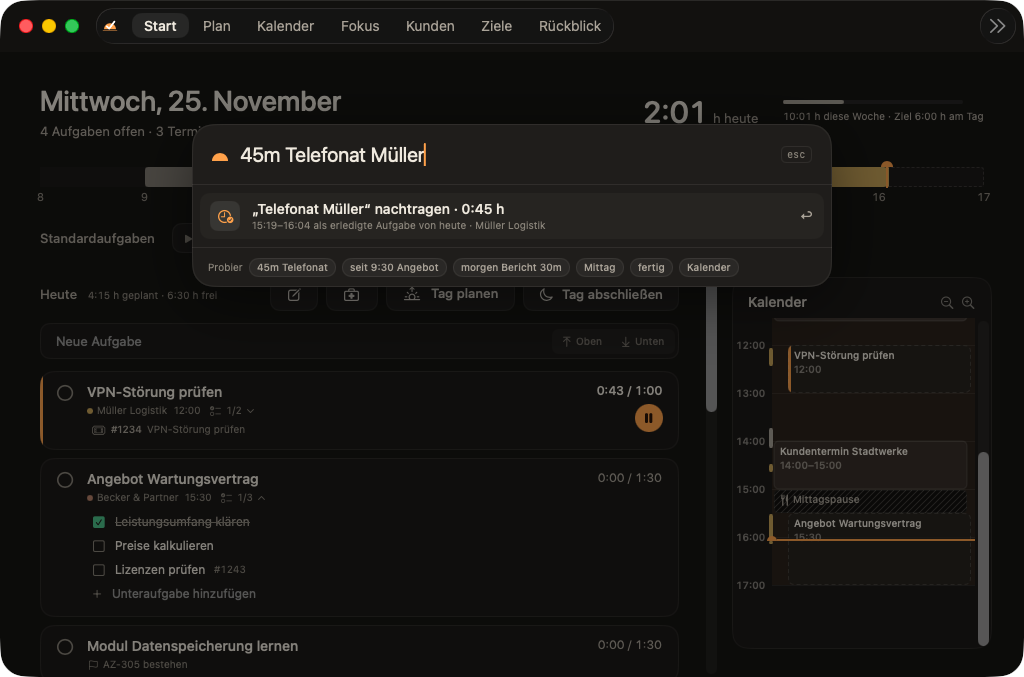 Start Plan Kalender Fokus Kunden Ziele Rückblick
Mittwoch, 25. November
4 Aufgaben offen · 3 Termi
2:01 h heute
10:01 h diese Woche · Ziel 6:00 h am Tag
45m Telefonat Müller
esc
„Telefonat Müller“ nachtragen · 0:45 h
15:19–16:04 als erledigte Aufgabe von heute · Müller Logistik
Probier 45m Telefonat seit 9:30 Angebot morgen Bericht 30m Mittag fertig Kalender
8 9 16 17
Standardaufgaben
Heute 4:15 h geplant · 6:30 h frei
Tag planen
Tag abschließen
Neue Aufgabe
Oben
Unten
VPN-Störung prüfen
0:43 / 1:00
Müller Logistik 12:00 1/2
#1234 VPN-Störung prüfen
Angebot Wartungsvertrag
0:00 / 1:30
Becker & Partner 15:30 1/3
Leistungsumfang klären
Preise kalkulieren
Lizenzen prüfen #1243
+ Unteraufgabe hinzufügen
Modul Datenspeicherung lernen
0:00 / 1:30
AZ-305 bestehen
Kalender
12:00
VPN-Störung prüfen
12:00
13:00
14:00
Kundentermin Stadtwerke
14:00–15:00
15:00
Mittagspause
Angebot Wartungsvertrag
15:30
16:00
17:00